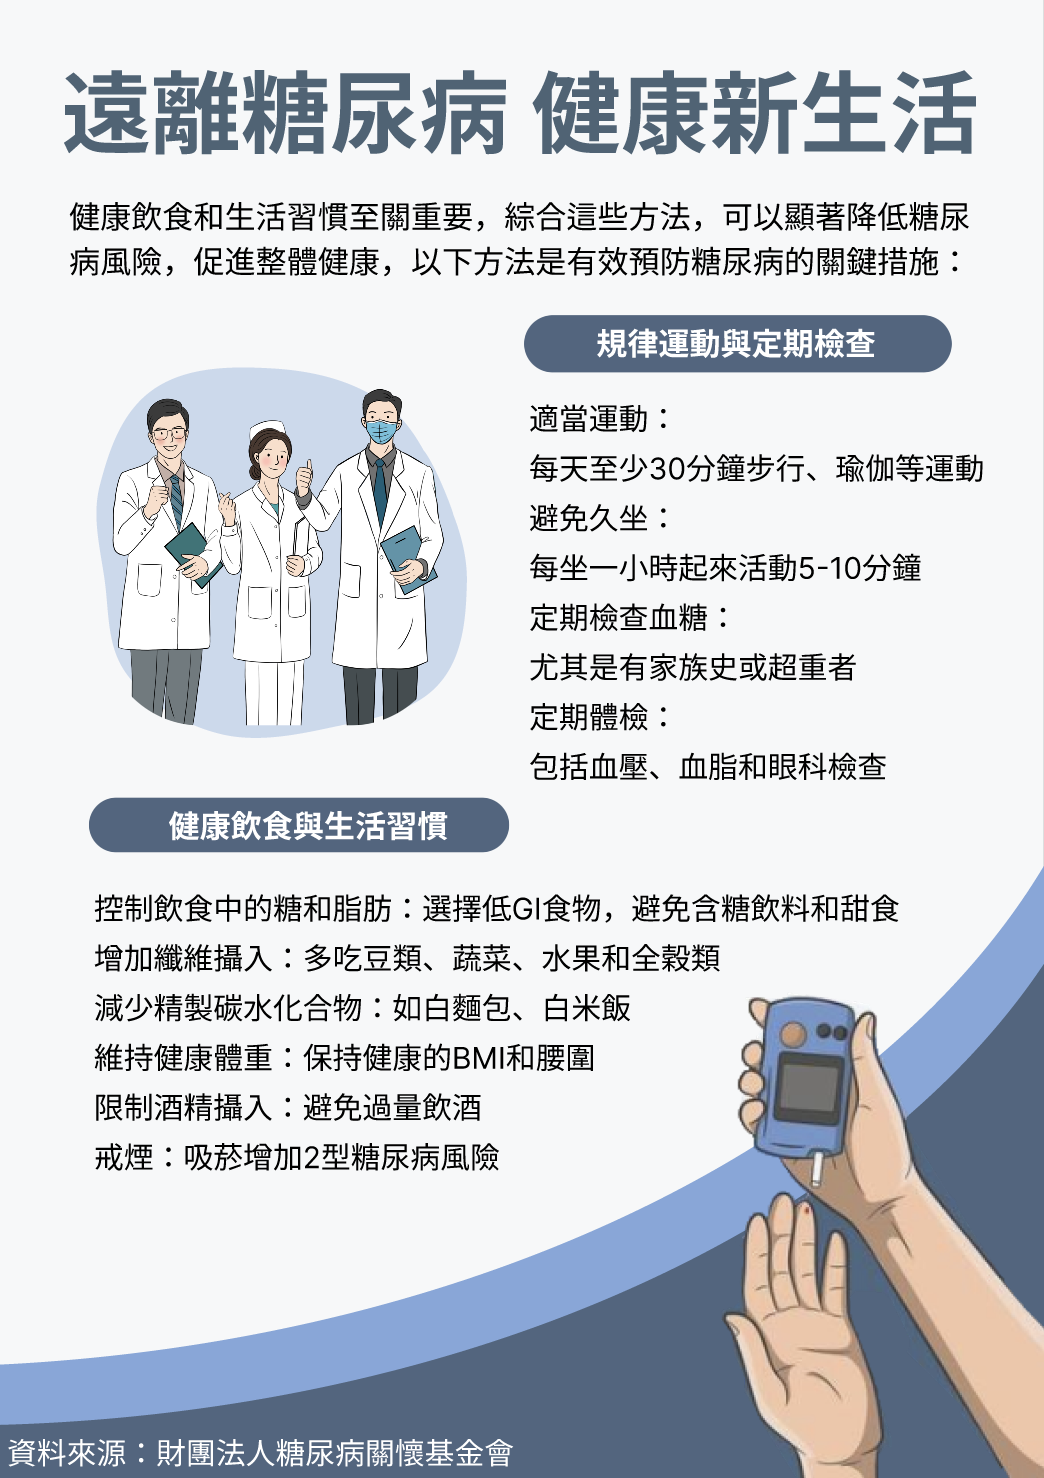 遠離糖尿病 健康新生活
健康飲食和生活習慣至關重要，綜合這些方法，可以顯著降低糖尿
病風險，促進整體健康，以下方法是有效預防糖尿病的關鍵措施：
規律運動與定期檢查
適當運動：
每天至少30分鐘步行、瑜伽等運動
避免久坐：
每坐一小時起來活動5-10分鐘
定期檢查血糖：
尤其是有家族史或超重者
定期體檢：
包括血壓、血脂和眼科檢查
健康飲食與生活習慣
控制飲食中的糖和脂肪：選擇低GI食物，避免含糖飲料和甜食
增加纖維攝入：多吃豆類、蔬菜、水果和全穀類
減少精製碳水化合物：如白麵包、白米飯
維持健康體重：保持健康的BMI和腰圍
限制酒精攝入：避免過量飲酒
戒煙：吸菸增加2型糖尿病風險
資料來源：財團法人糖尿病關懷基金會